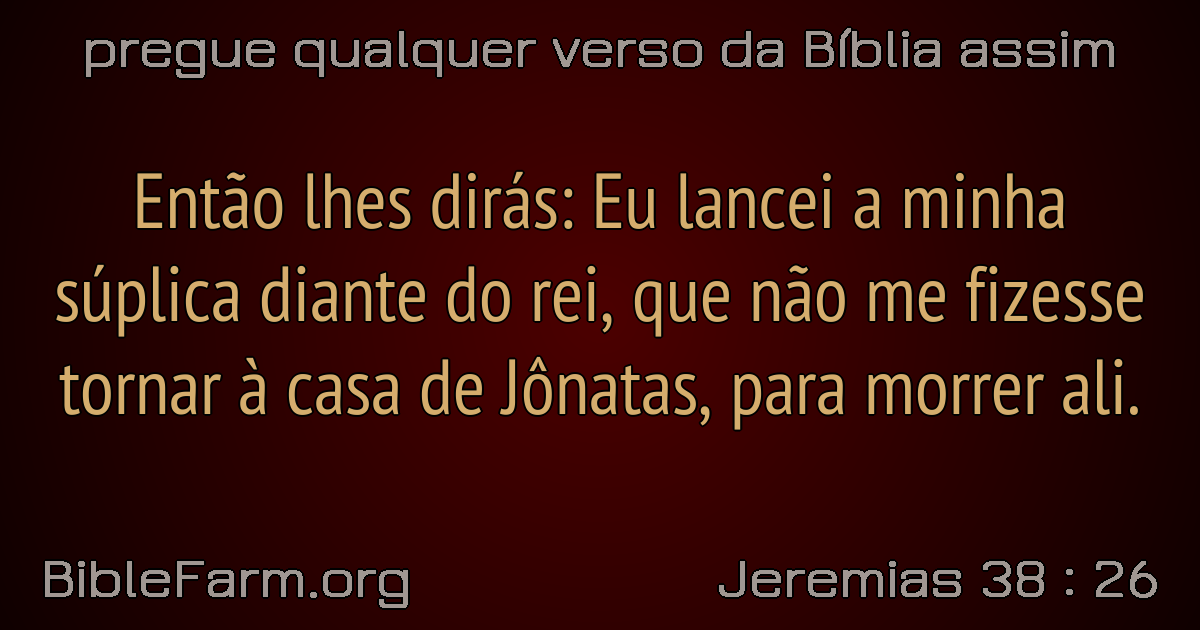 pregue qualquer verso da Bíblia assim
Então lhes dirás: Eu lancei a minha
súplica diante do rei, que não me fizesse
tornar à casa de Jônatas, para morrer ali.
BibleFarm.org
Jeremias 38 : 26